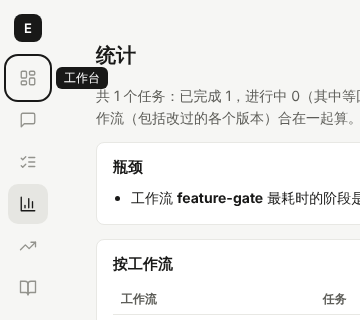 E
统计
工作台
共 1 个任务：已完成 1，进行中 0（其中等
作流（包括改过的各个版本）合在一起算。
瓶颈
• 工作流 feature-gate 最耗时的阶段是
按工作流
工作流 任务